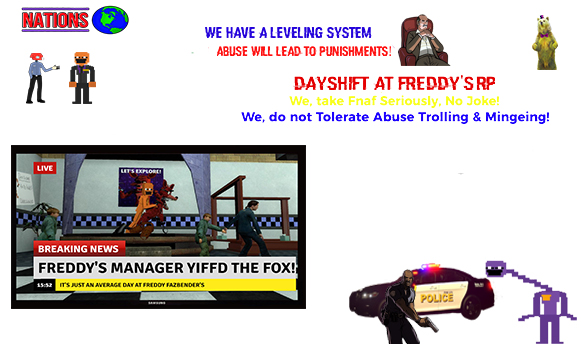 NATIONS
WE HAVE A LEVELING SYSTEM
ABUSE WILL LEAD TO PUNISHMENTS!
DAYSHIFT AT FREDDY'S RP
We, take Fnaf Seriously, No Joke!
We, do not Tolerate Abuse Trolling & Mingeing!
LIVE
LET'S EXPLORE!
BREAKING NEWS
FREDDY'S MANAGER YIFFD THE FOX!
13:52 IT'S JUST AN AVERAGE DAY AT FREDDY FAZBENDER'S
SAMSUNG
POLICE